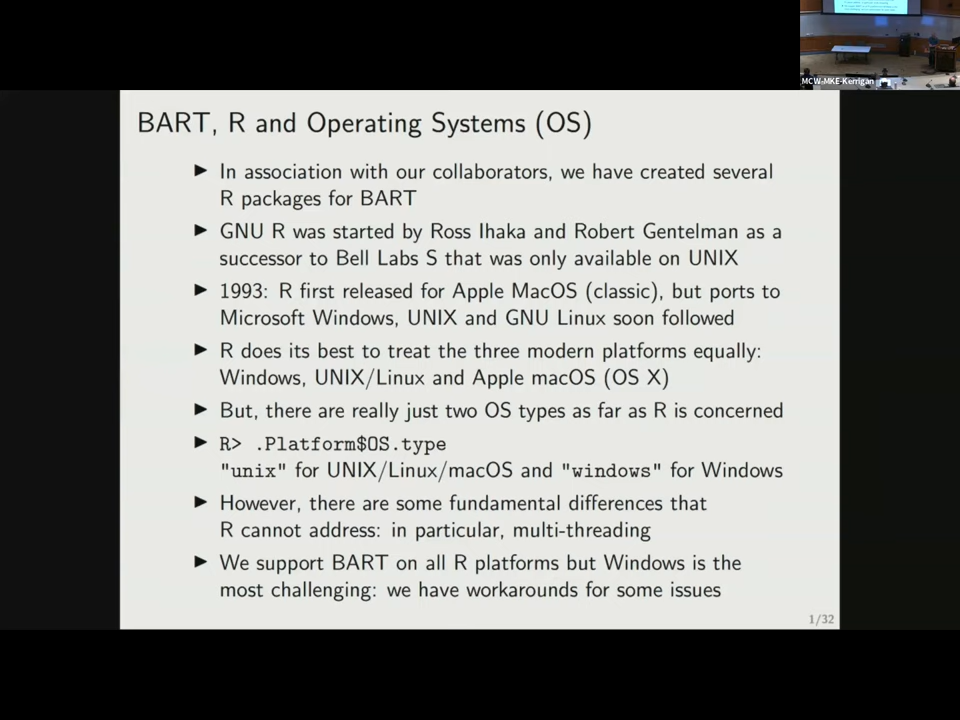 MCW-MKE-Kerrigan
BART, R and Operating Systems (OS)
► In association with our collaborators, we have created several
R packages for BART
► GNU R was started by Ross Ihaka and Robert Gentelman as a
successor to Bell Labs S that was only available on UNIX
► 1993: R first released for Apple MacOS (classic), but ports to
Microsoft Windows, UNIX and GNU Linux soon followed
► R does its best to treat the three modern platforms equally:
Windows, UNIX/Linux and Apple macOS (OS X)
► But, there are really just two OS types as far as R is concerned
► R> .Platform$OS.type
"unix" for UNIX/Linux/macOS and "windows" for Windows
► However, there are some fundamental differences that
R cannot address: in particular, multi-threading
► We support BART on all R platforms but Windows is the
most challenging: we have workarounds for some issues
1/32